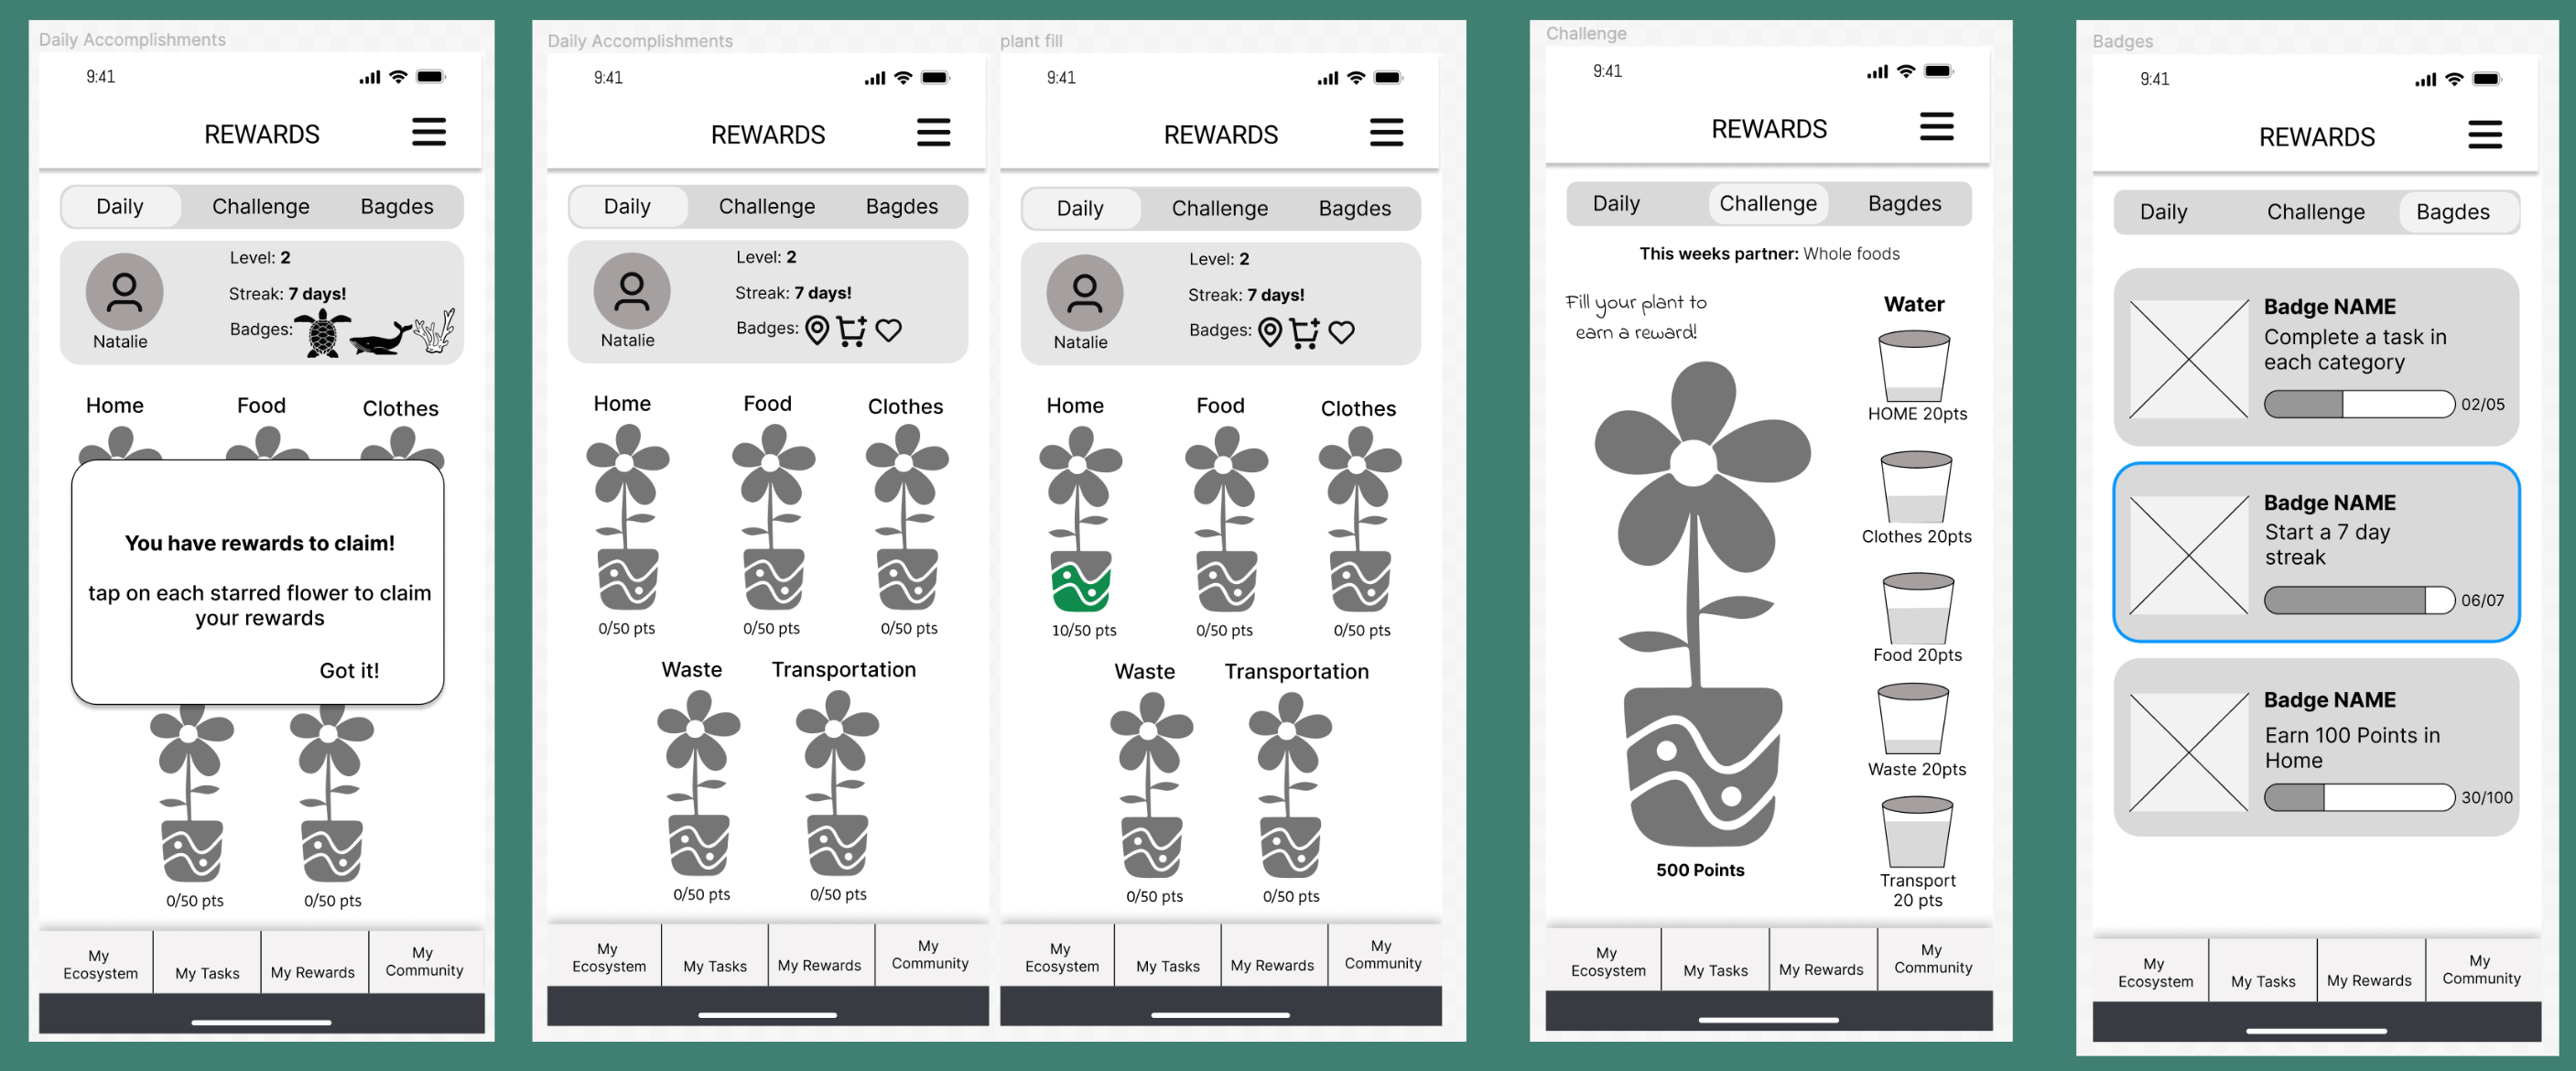 Daily Accomplishments
9:41
REWARDS
Daily Challenge Bagdes
Level: 2
Streak: 7 days!
Badges:
Natalie
Home Food Clothes
You have rewards to claim!
tap on each starred flower to claim
your rewards
Got it!
0/50 pts 0/50 pts
My Ecosystem
My Tasks
My Rewards
My Community
Daily Accomplishments
9:41
REWARDS
Daily Challenge Bagdes
Level: 2
Streak: 7 days!
Badges:
Natalie
Home Food Clothes
0/50 pts 0/50 pts 0/50 pts
Waste Transportation
0/50 pts 0/50 pts
My Ecosystem
My Tasks
My Rewards
My Community
plant fill
9:41
REWARDS
Daily Challenge Bagdes
Level: 2
Streak: 7 days!
Badges:
Natalie
Home Food Clothes
10/50 pts 0/50 pts 0/50 pts
Waste Transportation
0/50 pts 0/50 pts
My Ecosystem
My Tasks
My Rewards
My Community
Challenge
9:41
REWARDS
Daily Challenge Bagdes
This weeks partner: Whole foods
Fill your plant to
earn a reward!
Water
HOME 20pts
Clothes 20pts
Food 20pts
Waste 20pts
500 Points
Transport
20 pts
My Ecosystem
My Tasks
My Rewards
My Community
Badges
9:41
REWARDS
Daily Challenge Bagdes
Badge NAME
Complete a task in
each category
02/05
Badge NAME
Start a 7 day
streak
06/07
Badge NAME
Earn 100 Points in
Home
30/100
My Ecosystem
My Tasks
My Rewards
My Community